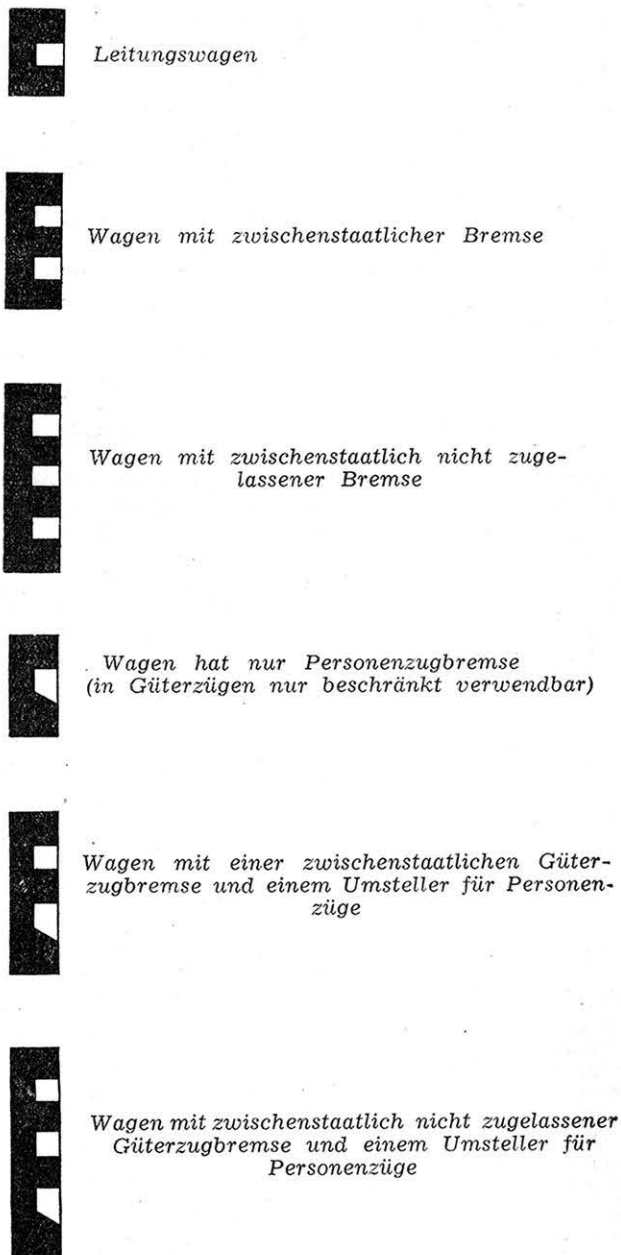 Leitungswagen
Wagen mit zwischenstaatlicher Bremse
Wagen mit zwischenstaatlich nicht zuge-
lassener Bremse
Wagen hat nur Personenzugbremse
(in Güterzügen nur beschränkt verwendbar)
Wagen mit einer zwischenstaatlichen Güter-
zugbremse und einem Umsteller für Personen-
züge
Wagen mit zwischenstaatlich nicht zugelassener
Güterzugbremse und einem Umsteller für
Personenzüge